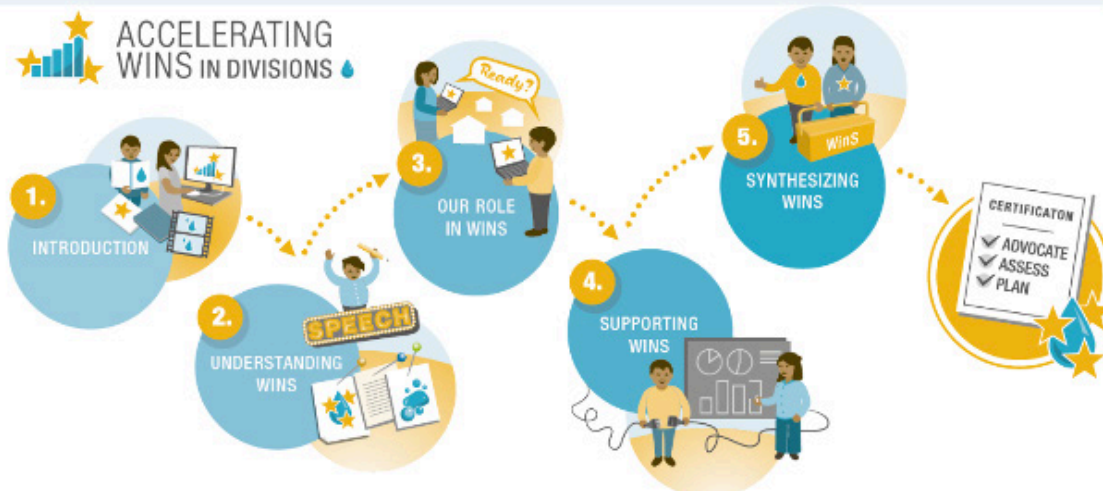 ACCELERATING
WINS IN DIVISIONS
1.
INTRODUCTION
2.
SPEECH
UNDERSTANDING
WINS
Ready?
3.
OUR ROLE
IN WINS
4.
SUPPORTING
WINS
5.
WinS
SYNTHESIZING
WINS
CERTIFICATON
ADVOCATE
ASSESS
PLAN